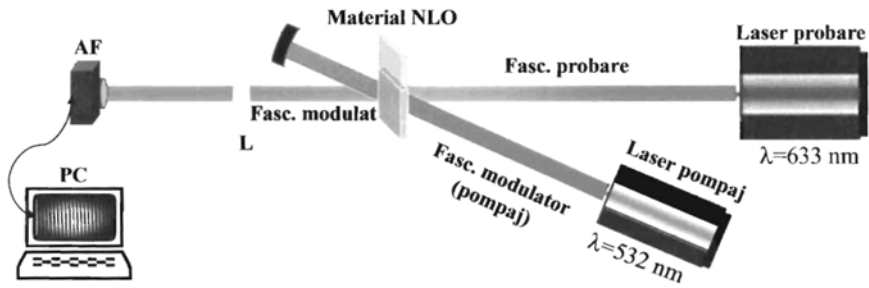 Material NLO
Laser probare
AF
Fasc. probare
Fasc. modulat
L
λ=633 nm
Fasc. modulator
(pompaj)
Laser pompaj
λ=532 nm
PC